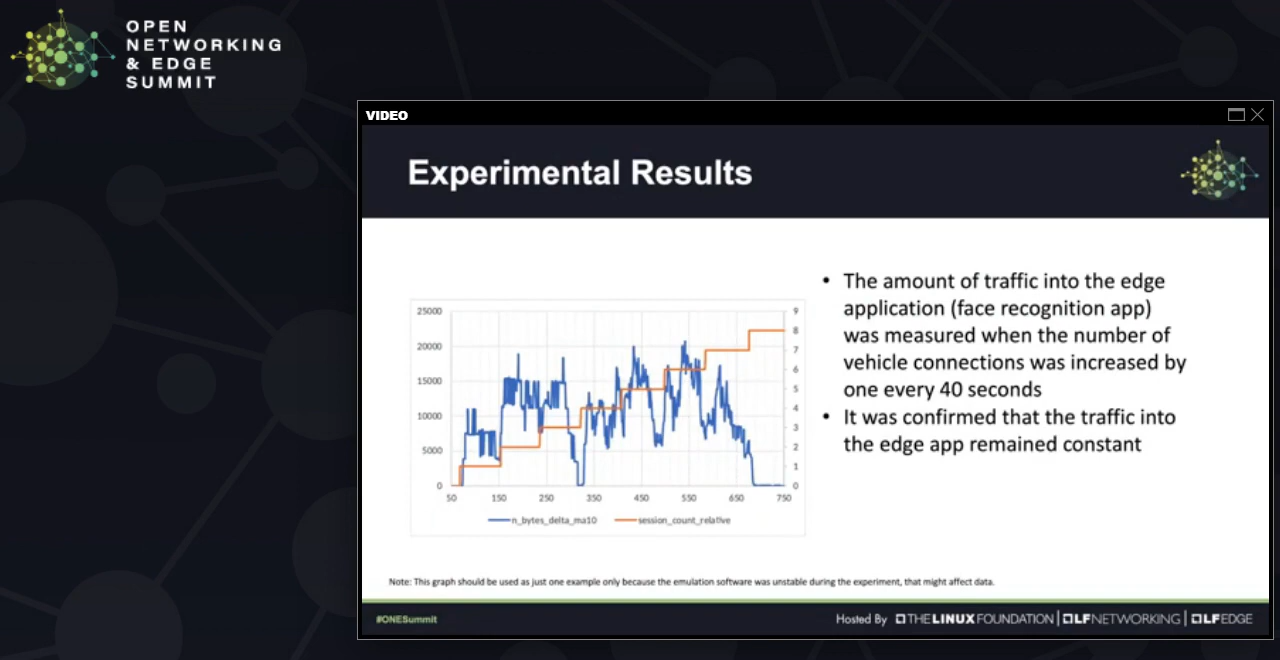 OPEN
NETWORKING
& EDGE
SUMMIT
VIDEO
Experimental Results
• The amount of traffic into the edge
application (face recognition app)
was measured when the number of
vehicle connections was increased by
one every 40 seconds
• It was confirmed that the traffic into
the edge app remained constant
25000
20000
15000
10000
5000
0
9
8
7
6
5
4
3
2
1
0
50 150 250 350 450 550 650 750
n_bytes_delta_ma10 session_count_relative
Note: This graph should be used as just one example only because the emulation software was unstable during the experiment, that might affect data.
#ONESummit
Hosted By THE LINUX FOUNDATION | LFNETWORKING | LFEDGE